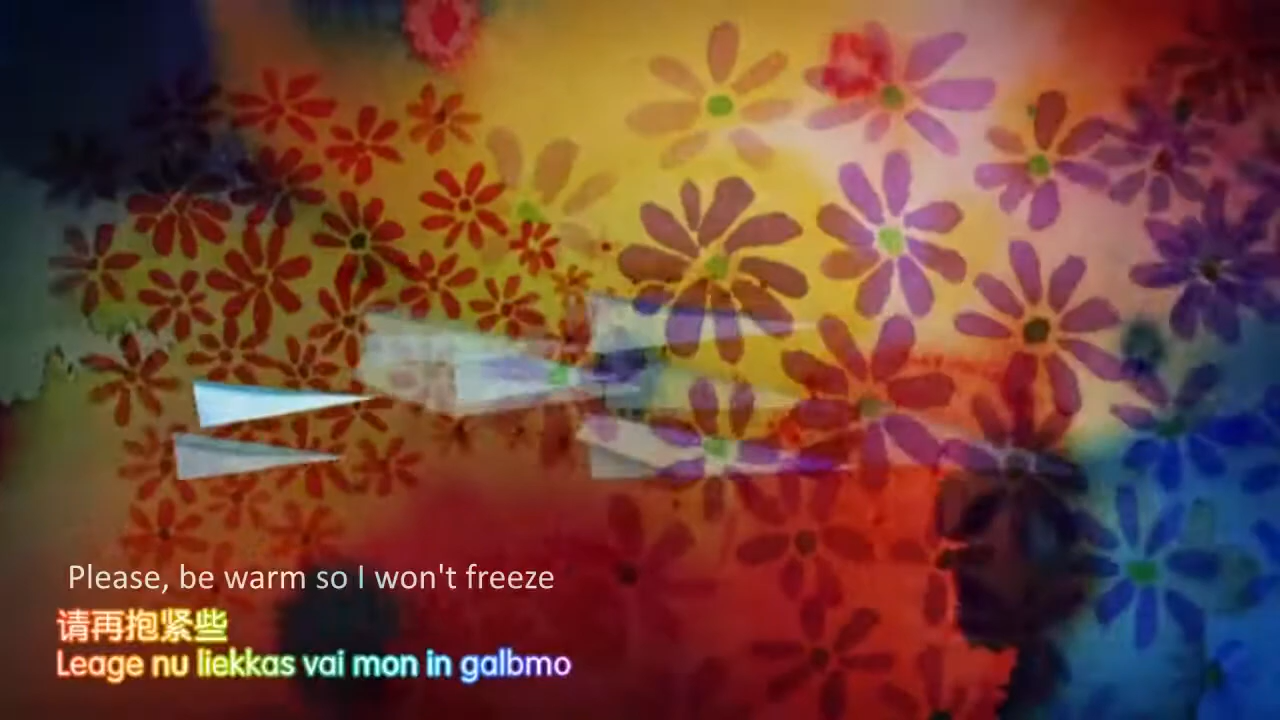 Please, be warm so I won't freeze
请再抱紧些
Leage nu liekkas vai mon in galbmo